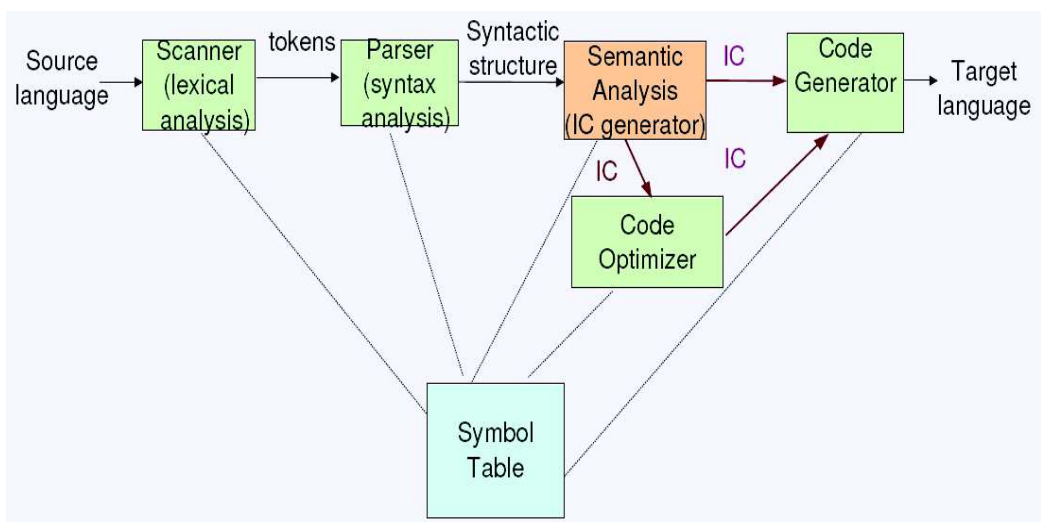 Source
language
Scanner
(lexical
analysis)
tokens
Parser
(syntax
analysis)
Syntactic
structure
Semantic
Analysis
(IC generator)
IC
Code
Generator
Target
language
IC
IC
Code
Optimizer
Symbol
Table